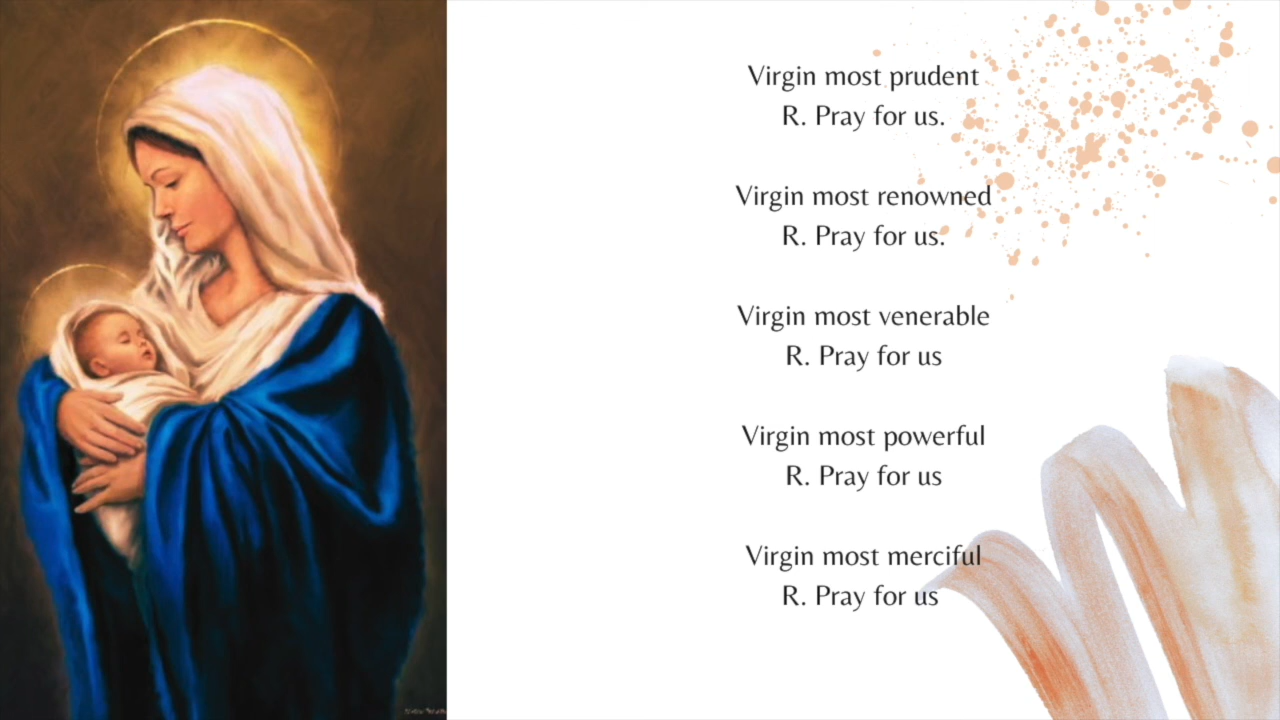 Virgin most prudent
R. Pray for us.
Virgin most renowned
R. Pray for us.
Virgin most venerable
R. Pray for us
Virgin most powerful
R. Pray for us
Virgin most merciful
R. Pray for us